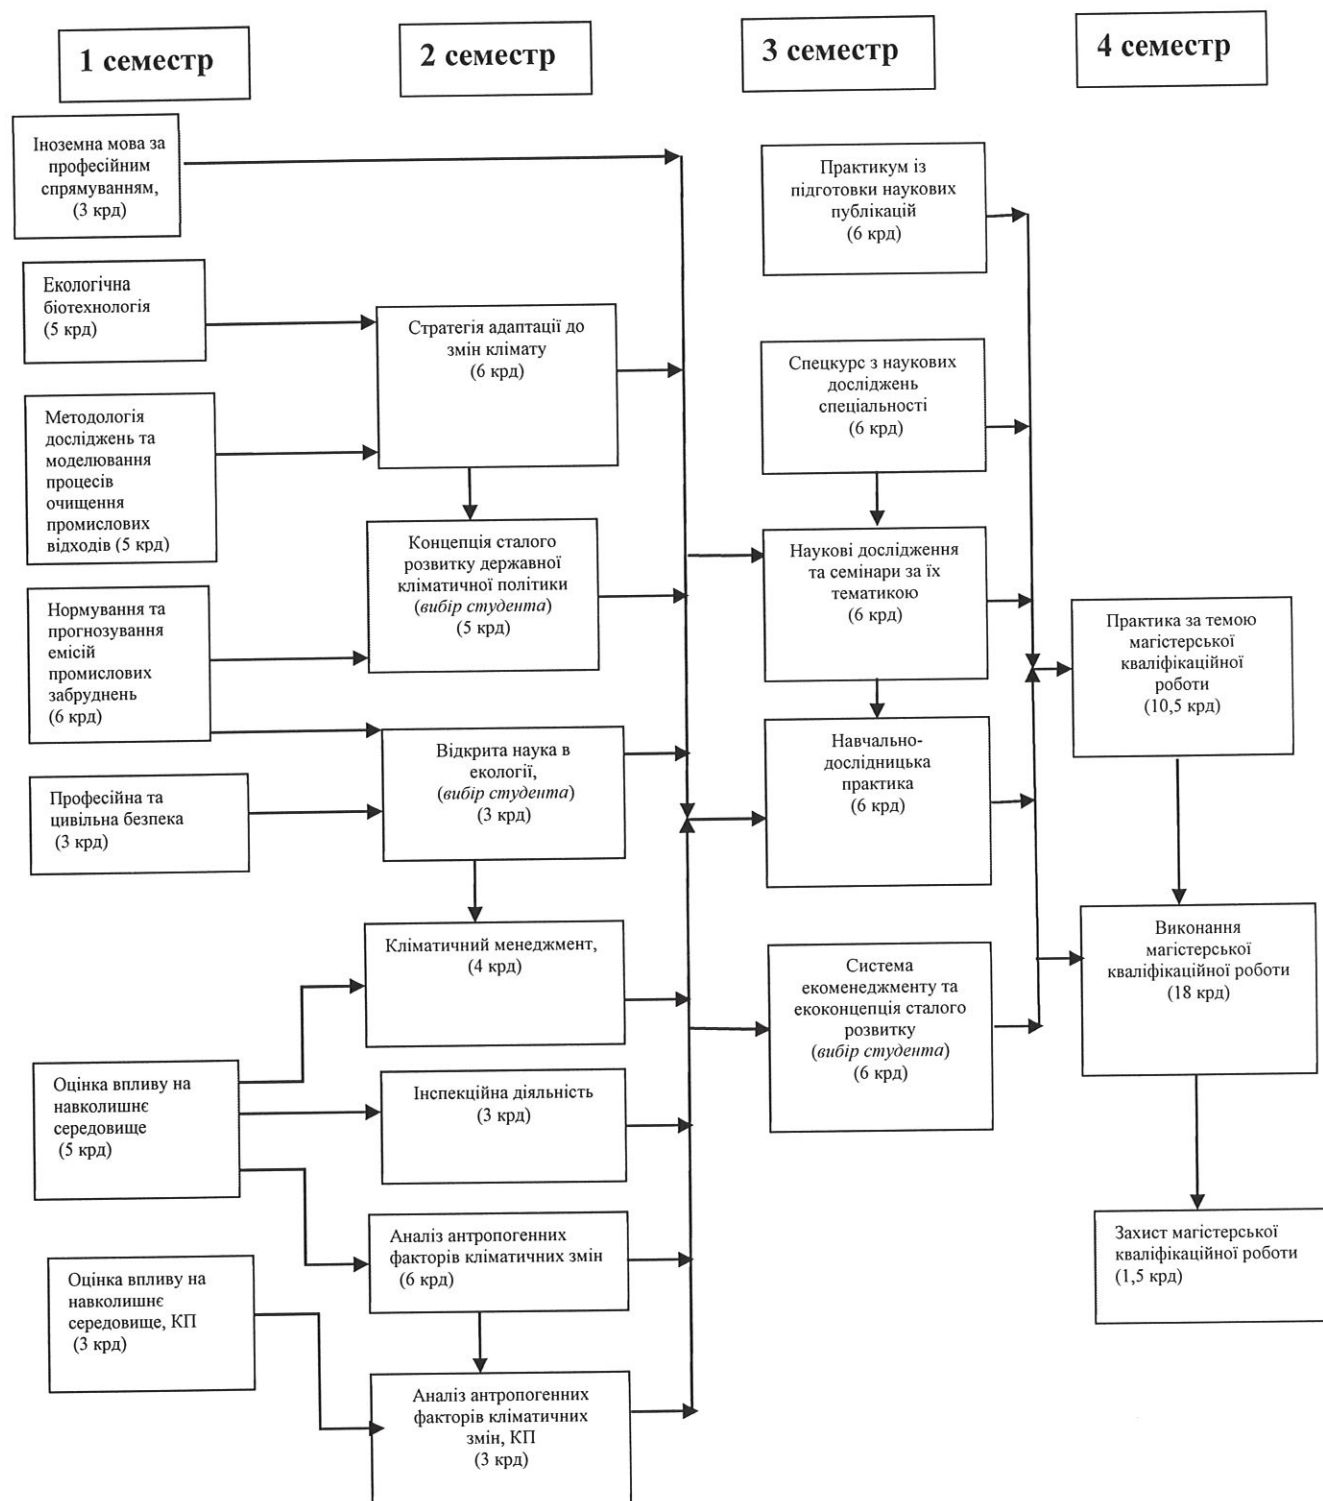 1 семестр
2 семестр
3 семестр
4 семестр
Іноземна мова за
професійним
спрямуванням,
(3 крд)
Екологічна
біотехнологія
(5 крд)
Методологія
досліджень та
моделювання
процесів
очищення
промислових
відходів (5 крд)
Нормування та
прогнозування
емісій
промислових
забруднень
(6 крд)
Професійна та
цивільна безпека
(3 крд)
Оцінка впливу на
навколишнє
середовище
(5 крд)
Оцінка впливу на
навколишнє
середовище, КП
(3 крд)
Стратегія адаптації до
змін клімату
(6 крд)
Концепція сталого
розвитку державної
кліматичної політики
(вибір студента)
(5 крд)
Відкрита наука в
екології,
(вибір студента)
(3 крд)
Кліматичний менеджмент,
(4 крд)
Інспекційна діяльність
(3 крд)
Аналіз антропогенних
факторів кліматичних змін
(6 крд)
Аналіз антропогенних
факторів кліматичних
змін, КП
(3 крд)
Практикум із
підготовки наукових
публікацій
(6 крд)
Спецкурс з наукових
досліджень
спеціальності
(6 крд)
Наукові дослідження
та семінари за їх
тематикою
(6 крд)
Навчально-
дослідницька
практика
(6 крд)
Система
екоменеджменту та
екоконцепція сталого
розвитку
(вибір студента)
(6 крд)
Практика за темою
магістерської
кваліфікаційної
роботи
(10,5 крд)
Виконання
магістерської
кваліфікаційної роботи
(18 крд)
Захист магістерської
кваліфікаційної роботи
(1,5 крд)